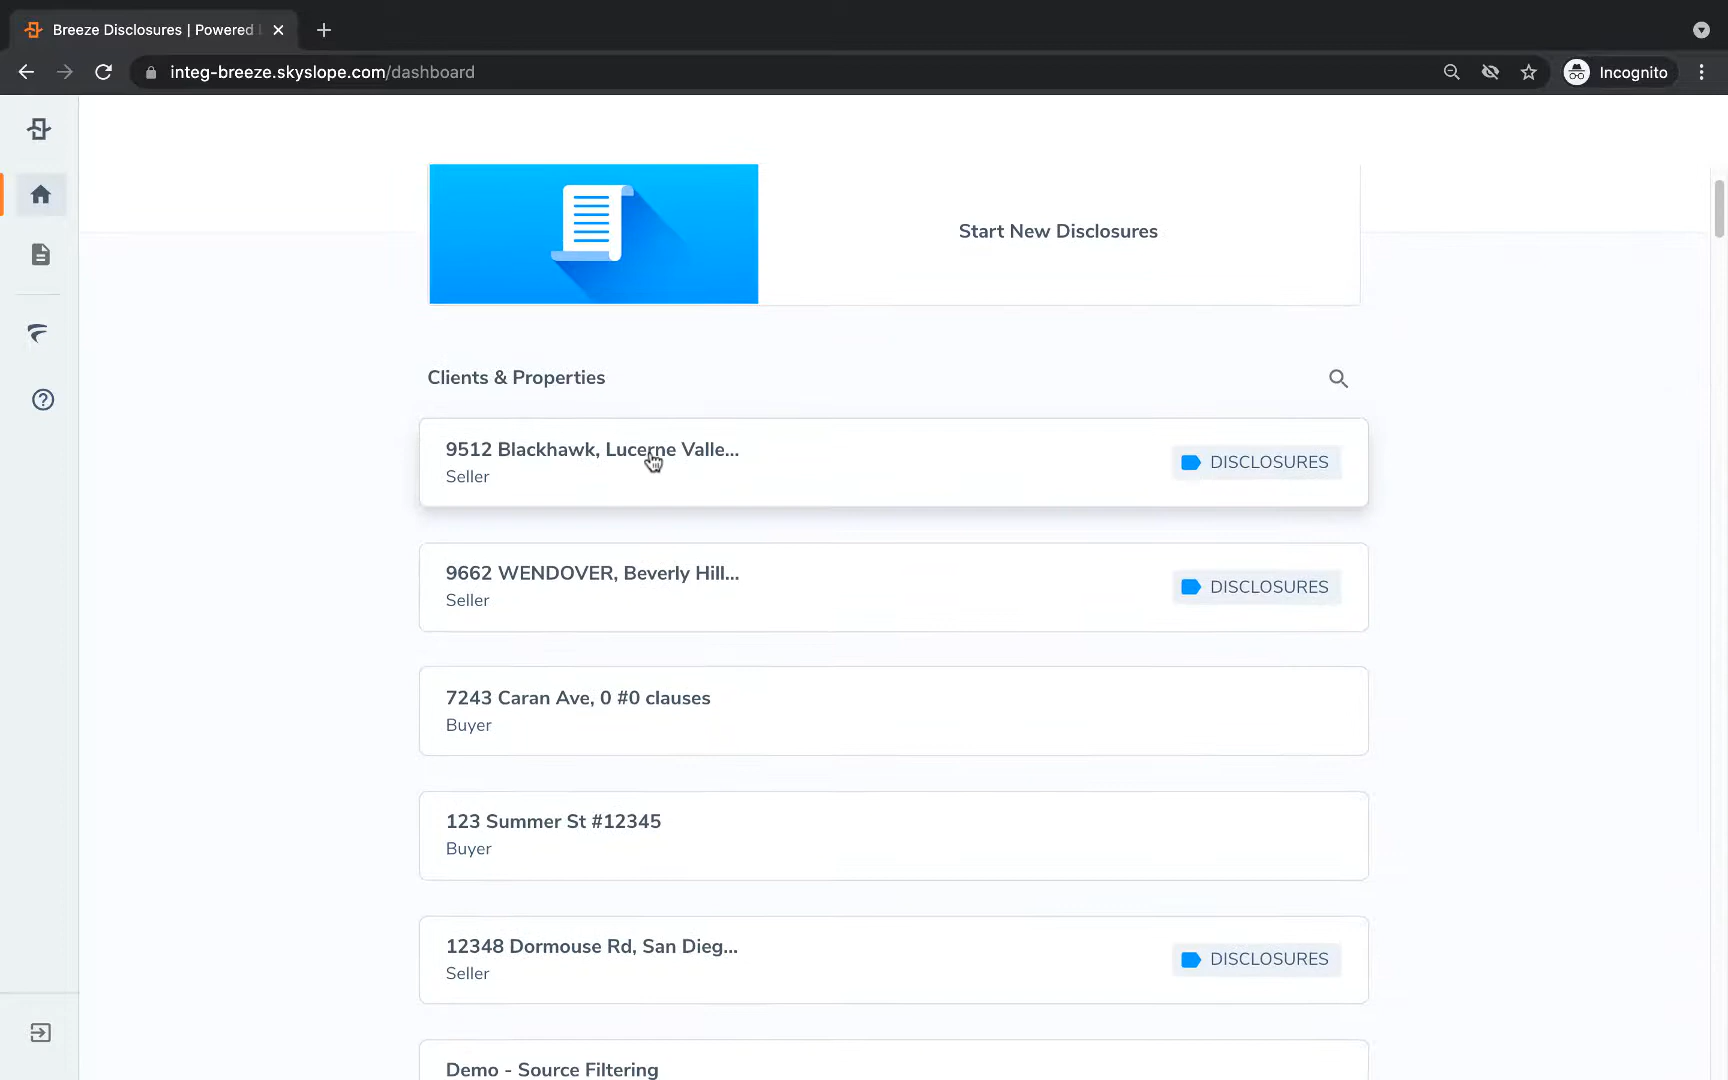 Breeze Disclosures | Powered
integ-breeze.skyslope.com/dashboard
Incognito
Start New Disclosures
Clients & Properties
9512 Blackhawk, Lucerne Valle...
Seller
DISCLOSURES
9662 WENDOVER, Beverly Hill...
Seller
DISCLOSURES
7243 Caran Ave, 0 #0 clauses
Buyer
123 Summer St #12345
Buyer
12348 Dormouse Rd, San Dieg...
Seller
DISCLOSURES
Demo - Source Filtering